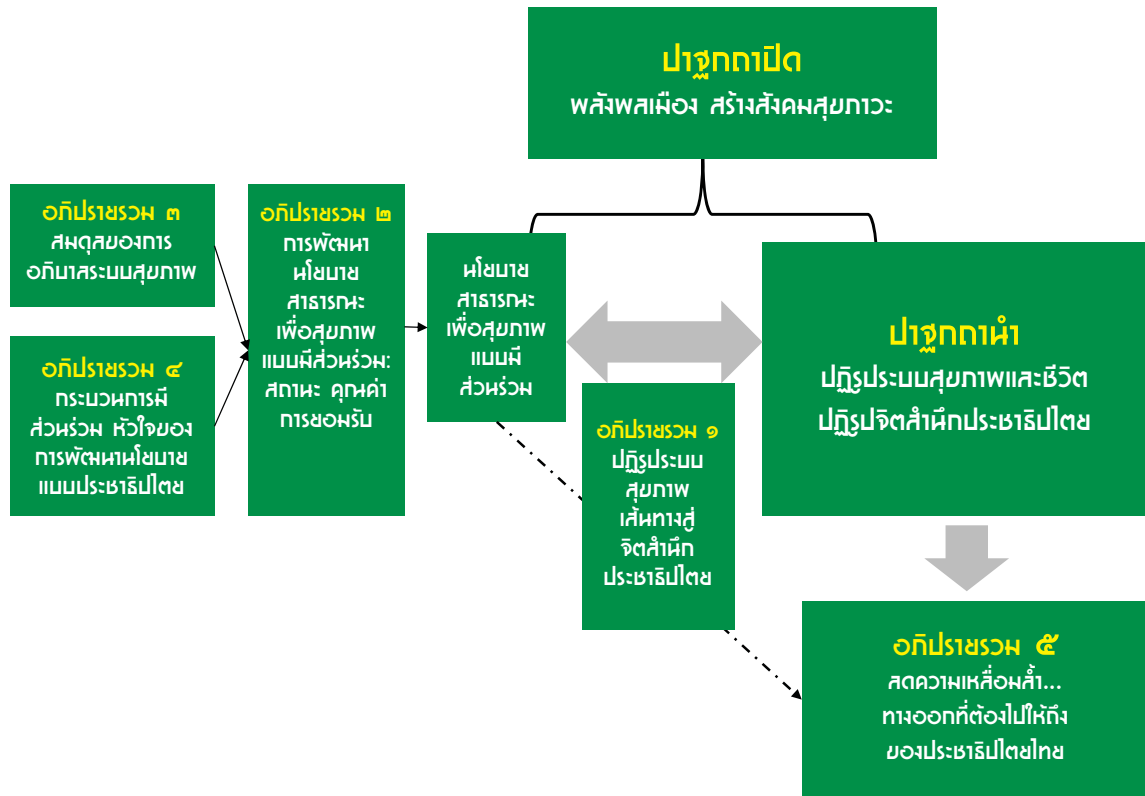 ปาฐกถาปิด
พลังพลเมือง สร้างสังคมสุขภาวะ
อภิปรายรวม ๓
สมดุลของการ
อภิบาลระบบสุขภาพ
อภิปรายรวม ๔
กระบวนการมี
ส่วนร่วม หัวใจของ
การพัฒนานโยบาย
แบบประชาธิปไตย
อภิปรายรวม ๒
การพัฒนา
นโยบาย
สาธารณะ
เพื่อสุขภาพ
แบบมีส่วนร่วม:
สถานะ คุณค่า
การยอมรับ
นโยบาย
สาธารณะ
เพื่อสุขภาพ
แบบมี
ส่วนร่วม
อภิปรายรวม ๑
ปฏิรูประบบ
สุขภาพ
เส้นทางสู่
จิตสำนึก
ประชาธิปไตย
ปาฐกถานำ
ปฏิรูประบบสุขภาพและชีวิต
ปฏิรูปจิตสำนึกประชาธิปไตย
อภิปรายรวม ๕
ลดความเหลื่อมล้ำ...
ทางออกที่ต้องไปให้ถึง
ของประชาธิปไตยไทย